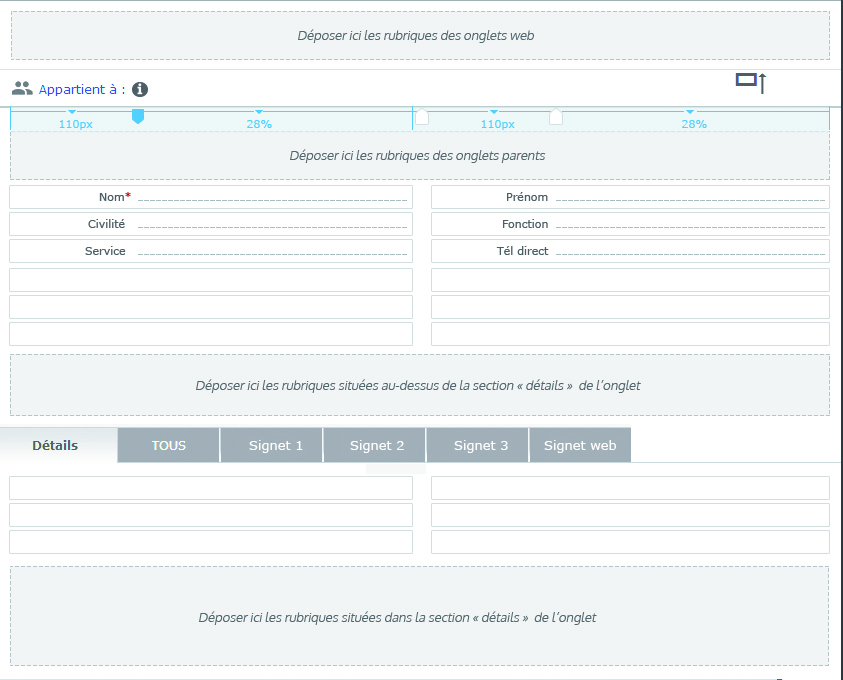 Déposer ici les rubriques des onglets web
Appartient à :
110px 28% 110px 28%
Déposer ici les rubriques des onglets parents
Nom* Prénom
Civilité Fonction
Service Tél direct
Déposer ici les rubriques situées au-dessus de la section « détails » de l'onglet
Détails TOUS Signet 1 Signet 2 Signet 3 Signet web
Déposer ici les rubriques situées dans la section « détails » de l'onglet